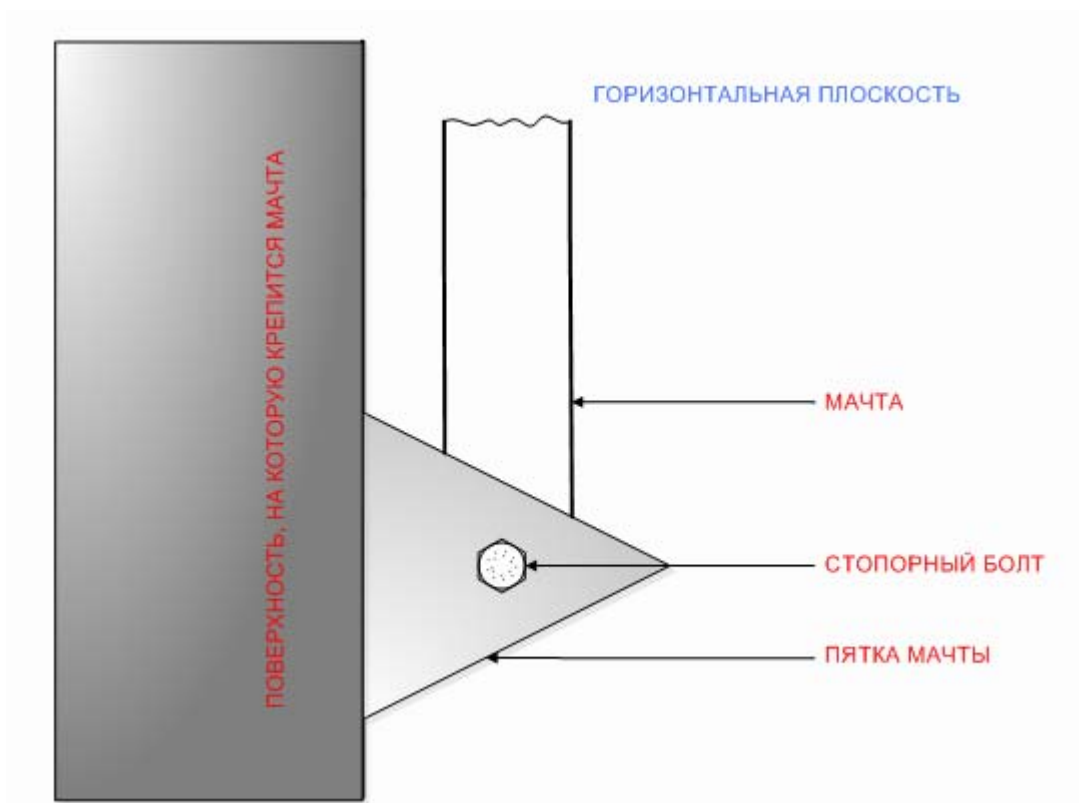 ГОРИЗОНТАЛЬНАЯ ПЛОСКОСТЬ
ПОВЕРХНОСТЬ, НА КОТОРУЮ КРЕПИТСЯ МАЧТА
МАЧТА
СТОПОРНЫЙ БОЛТ
ПЯТКА МАЧТЫ